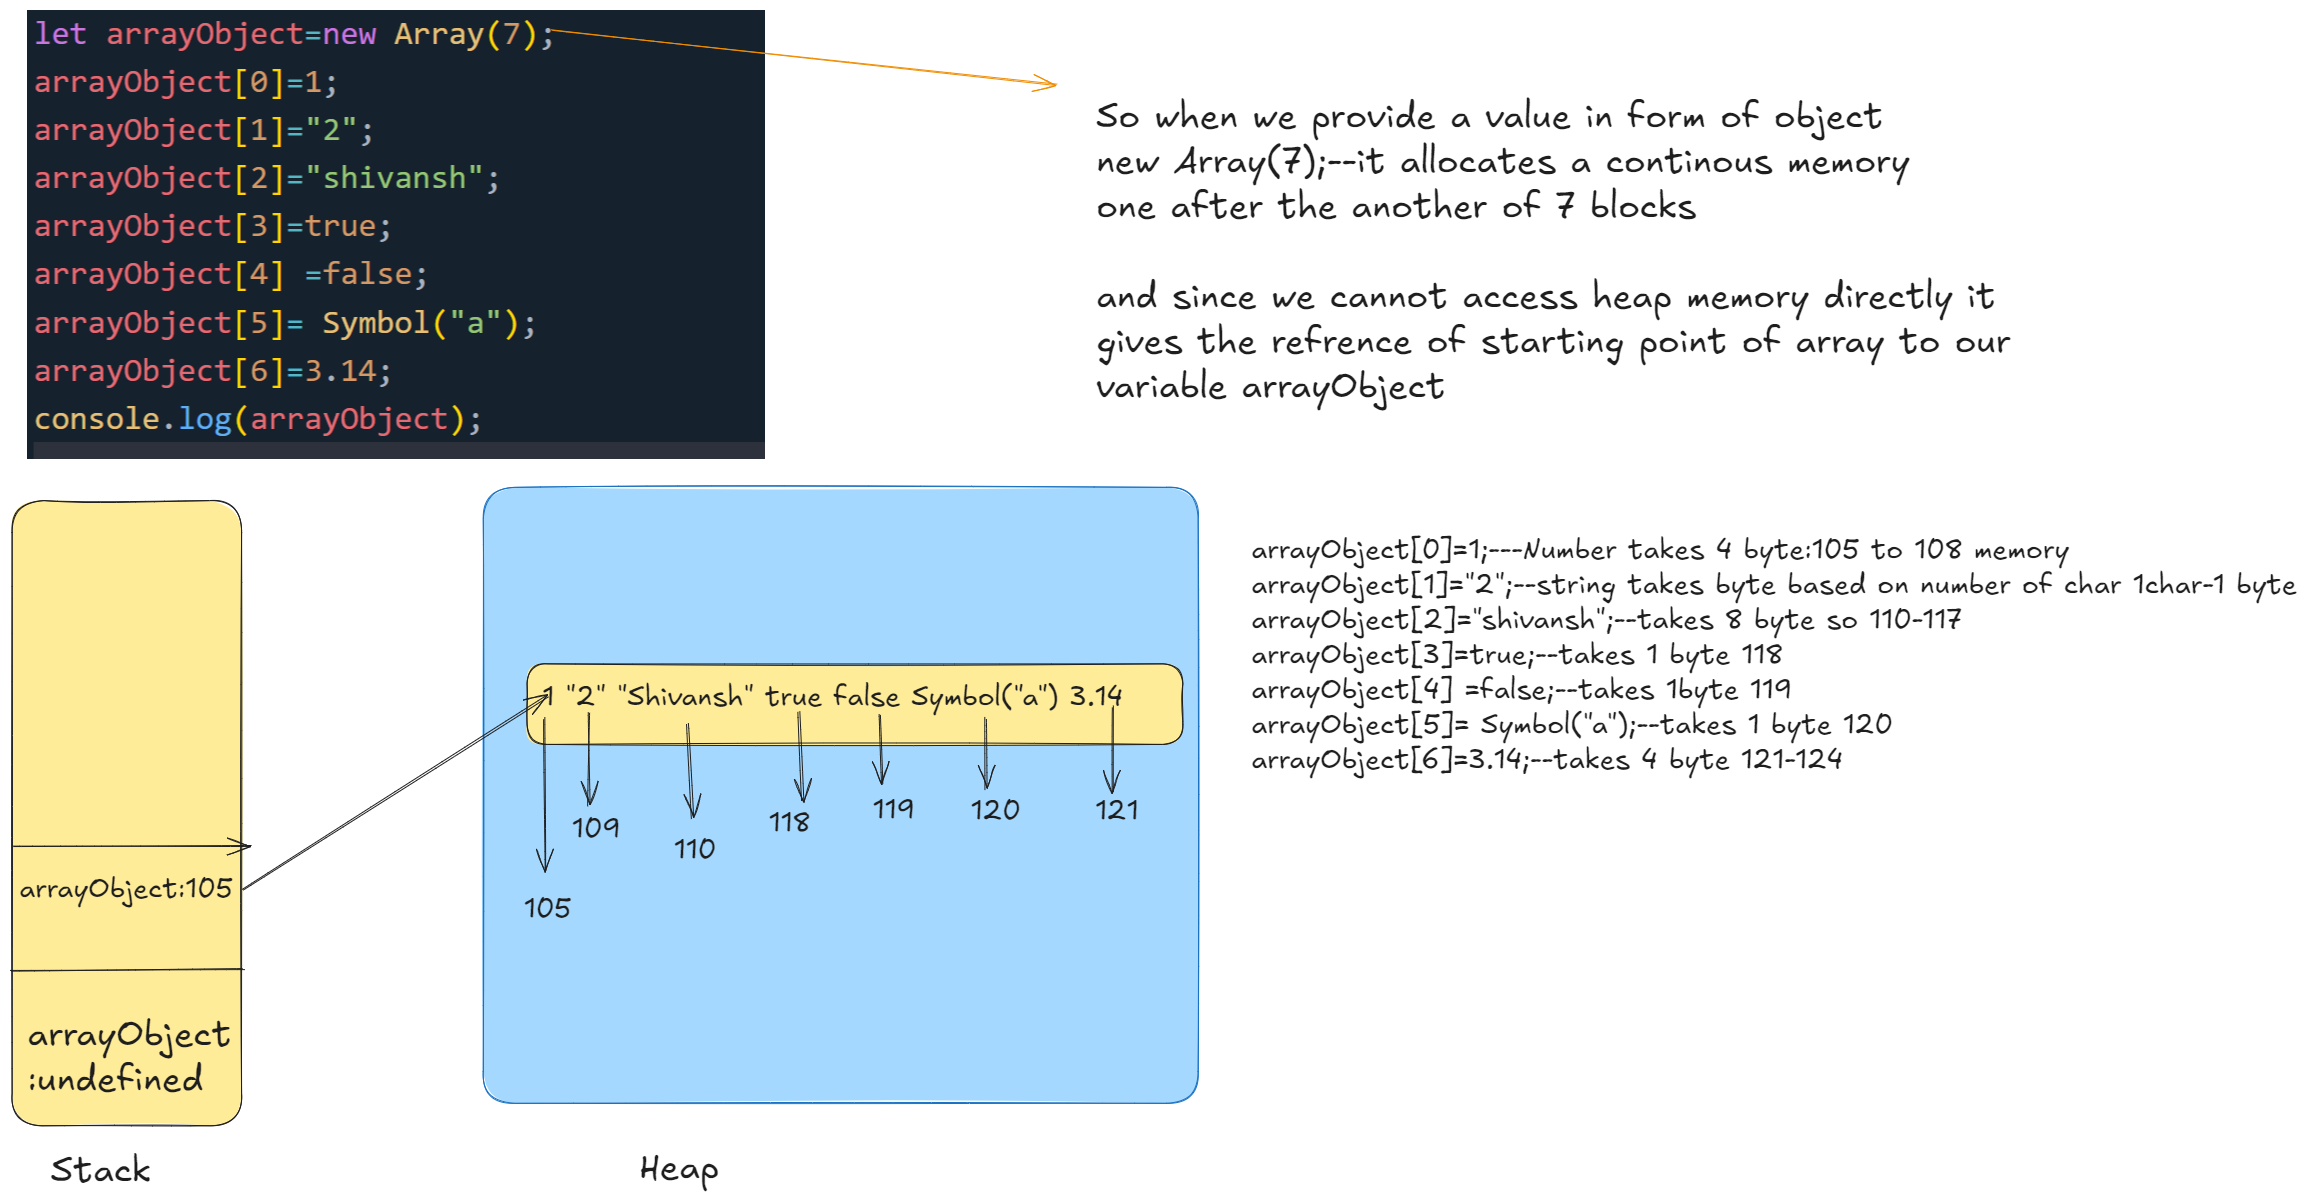 let arrayObject=new Array(7);
arrayObject[0]=1;
arrayObject[1]="2";
arrayObject[2]="shivansh";
arrayObject[3]=true;
arrayObject[4] =false;
arrayObject[5]= Symbol("a");
arrayObject[6]=3.14;
console.log(arrayObject);
So when we provide a value in form of object
new Array(7);--it allocates a continous memory
one after the another of 7 blocks
and since we cannot access heap memory directly it
gives the refrence of starting point of array to our
variable arrayObject
arrayObject:105
arrayObject
:undefined
Stack
1 "2" "Shivansh" true false Symbol("a") 3.14
105
109
110
118
119
120
121
Heap
arrayObject[0]=1;---Number takes 4 byte:105 to 108 memory
arrayObject[1]="2";--string takes byte based on number of char 1char-1 byte
arrayObject[2]="shivansh";--takes 8 byte so 110-117
arrayObject[3]=true;--takes 1 byte 118
arrayObject[4] =false;--takes 1byte 119
arrayObject[5]= Symbol("a");--takes 1 byte 120
arrayObject[6]=3.14;--takes 4 byte 121-124